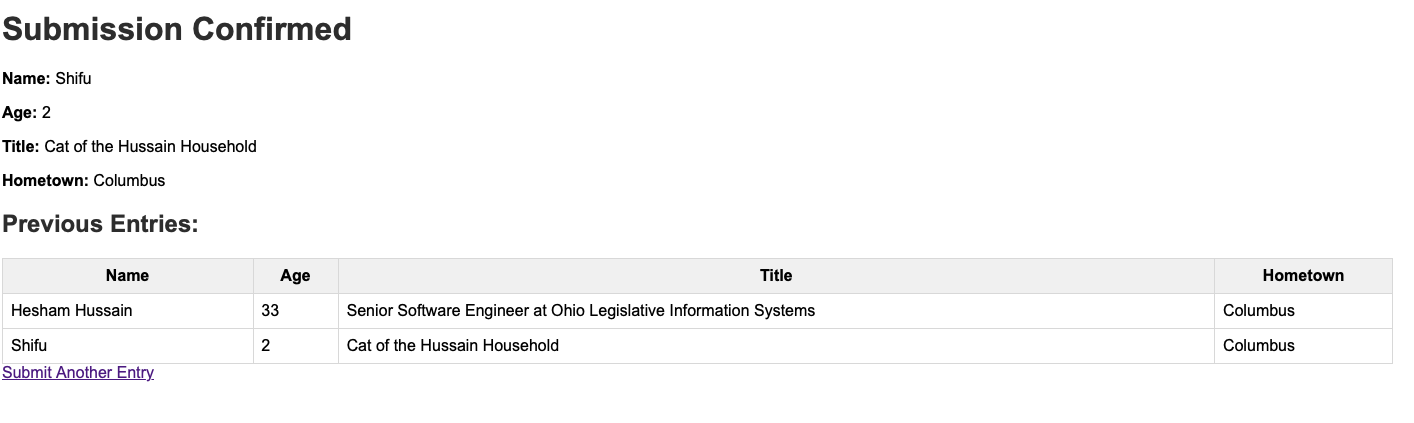 Submission Confirmed
Name: Shifu
Age: 2
Title: Cat of the Hussain Household
Hometown: Columbus
Previous Entries:
Name Age Title Hometown
Hesham Hussain 33 Senior Software Engineer at Ohio Legislative Information Systems Columbus
Shifu 2 Cat of the Hussain Household Columbus
Submit Another Entry